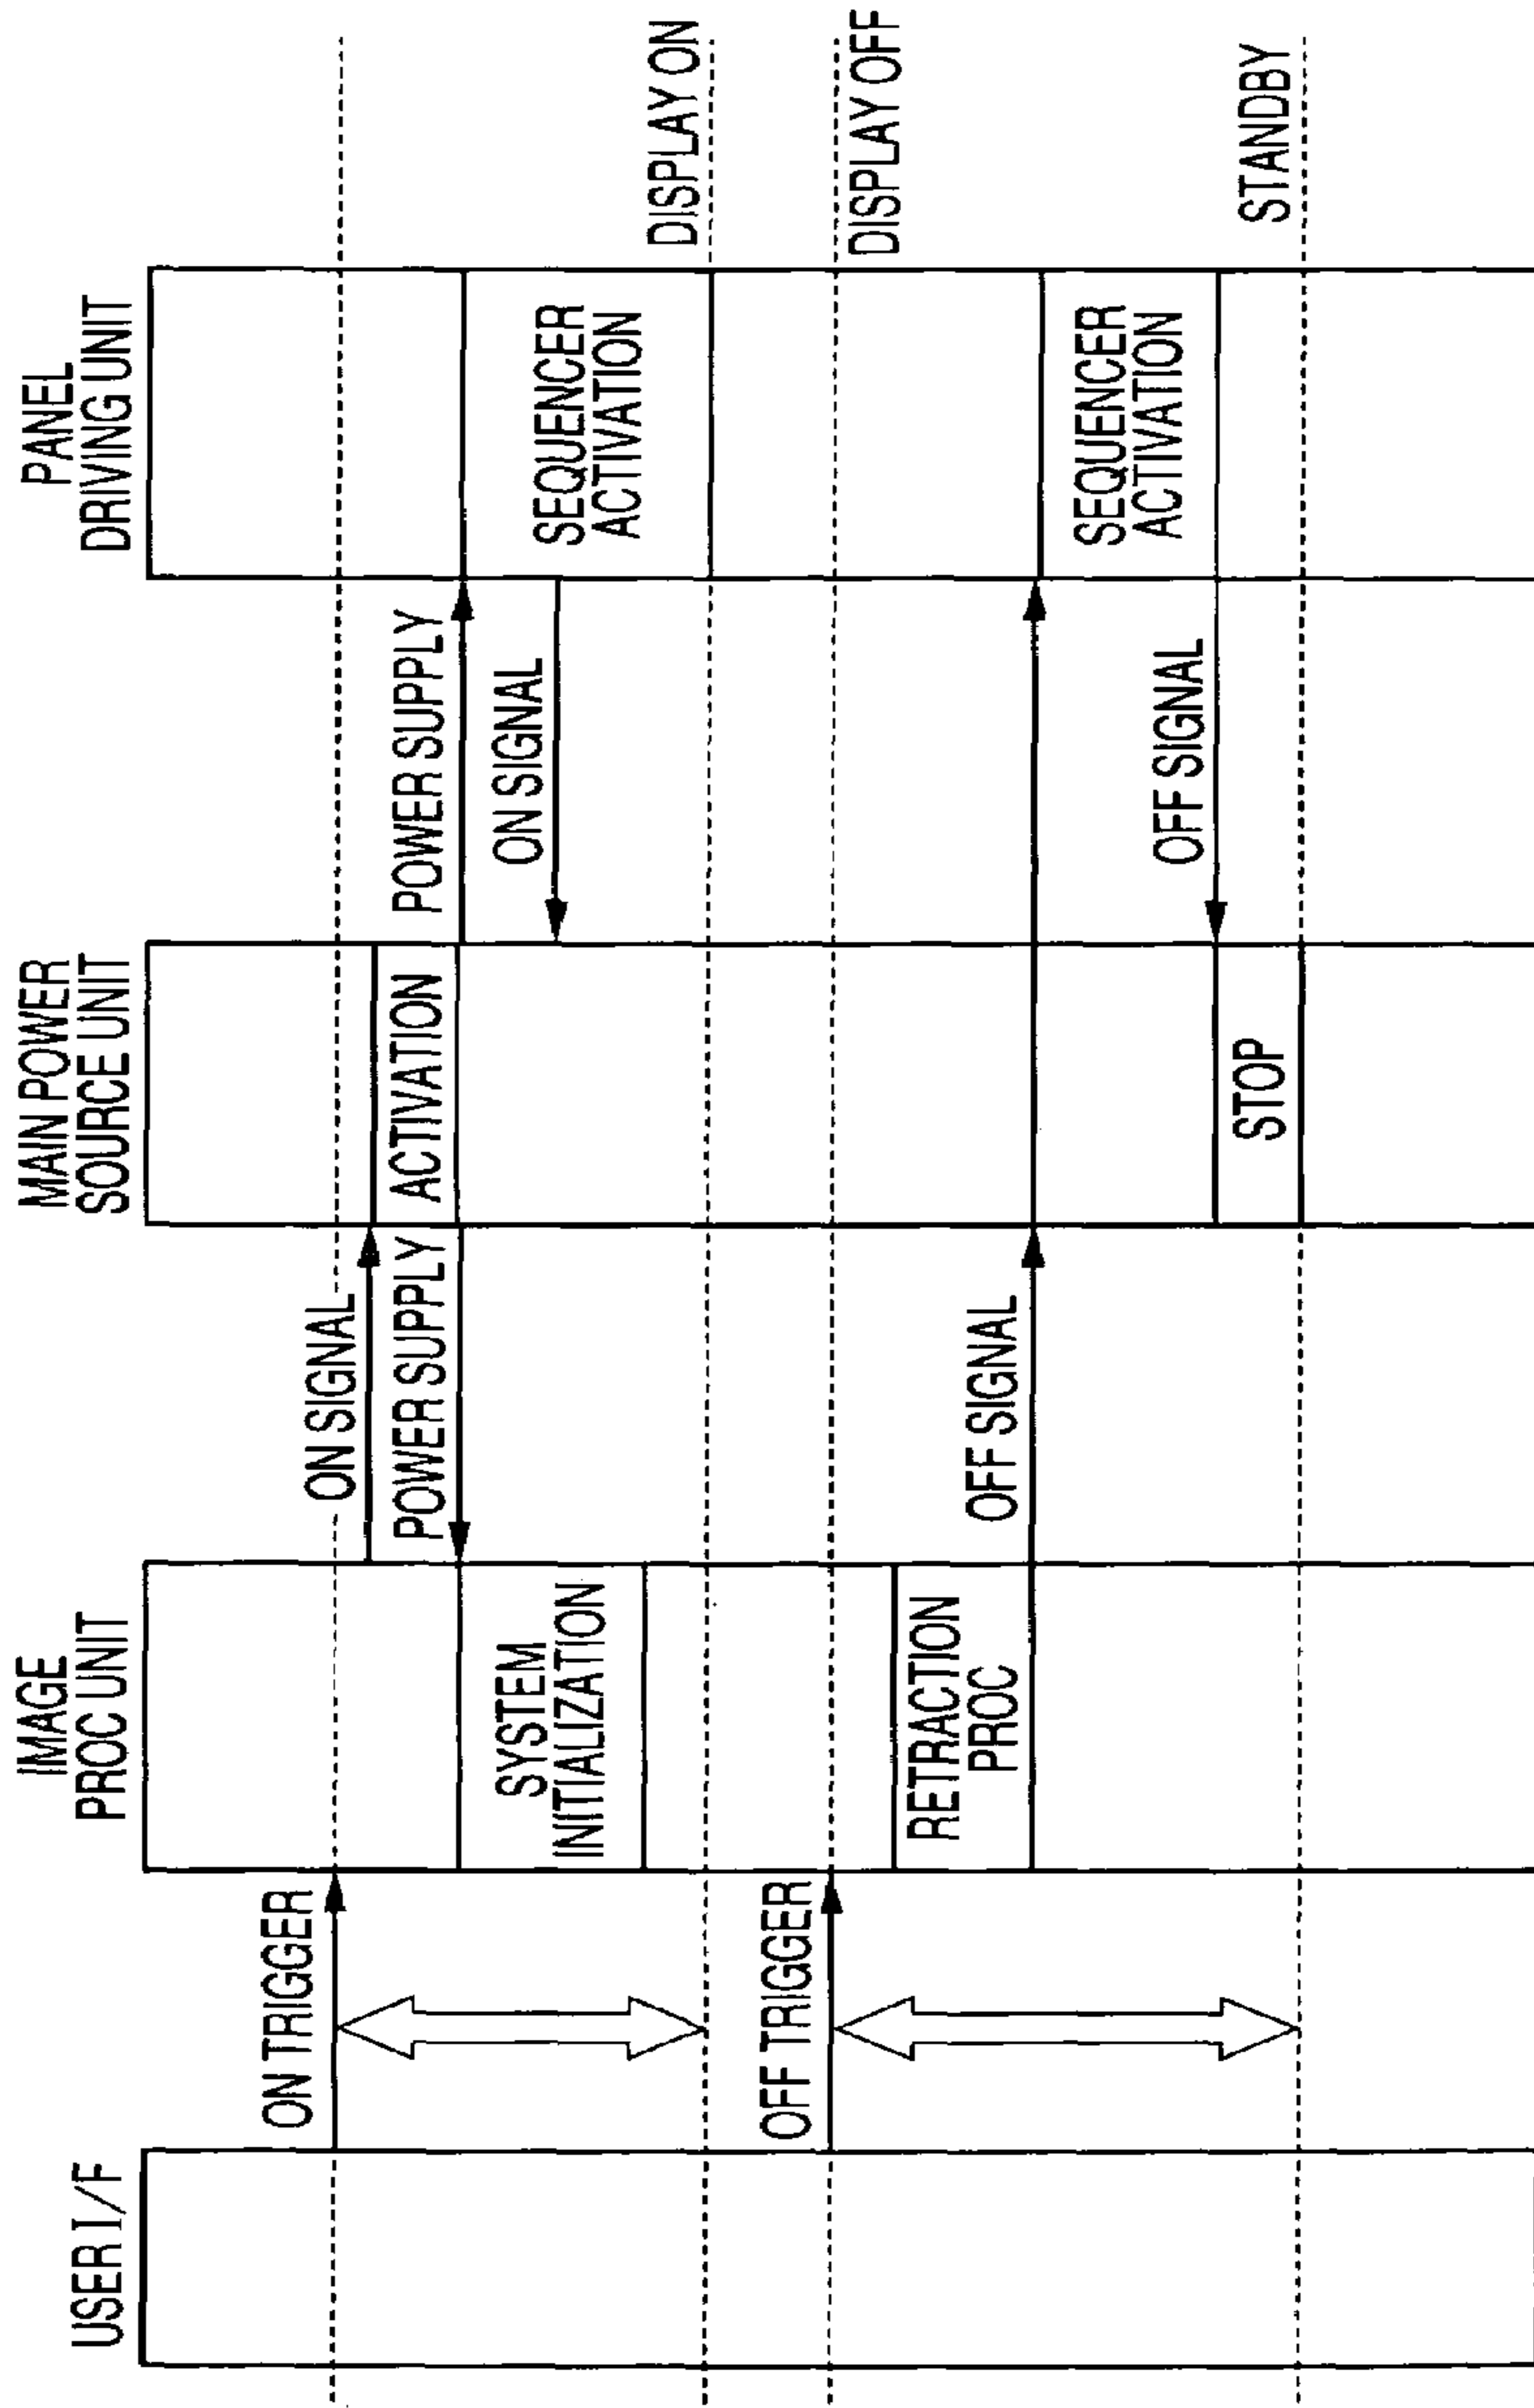 USER I/F
IMAGE
PROC UNIT
MAIN POWER
SOURCE UNIT
PANEL
DRIVING UNIT
ON TRIGGER
ON SIGNAL
ACTIVATION
POWER SUPPLY
POWER SUPPLY
SYSTEM
INITIALIZATION
ON SIGNAL
SEQUENCER
ACTIVATION
DISPLAY ON
OFF TRIGGER
DISPLAY OFF
RETRACTION
PROC
OFF SIGNAL
SEQUENCER
ACTIVATION
OFF SIGNAL
STOP
STANDBY